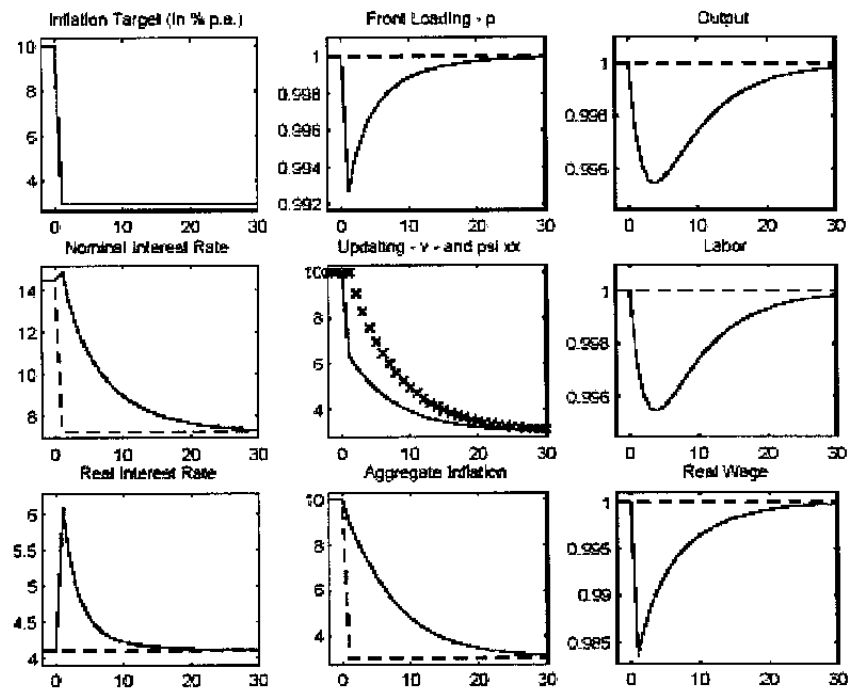 Inflation Target (in % p.a.)
10
8
6
4
0 10 20 30
Front Loading - p
1
0.998
0.996
0.994
0.992
0 10 20 30
Output
1
0.998
0.996
0 10 20 30
Nominal Interest Rate
14
12
10
8
0 10 20 30
Updating - v - and psi xx
10
8
6
4
0 10 20 30
Labor
1
0.998
0.996
0 10 20 30
Real Interest Rate
6
5.5
5
4.5
4
0 10 20 30
Aggregate Inflation
10
8
6
4
0 10 20 30
Real Wage
1
0.995
0.99
0.985
0 10 20 30